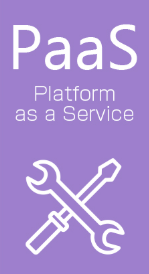 PaaS
Platform
as a Service